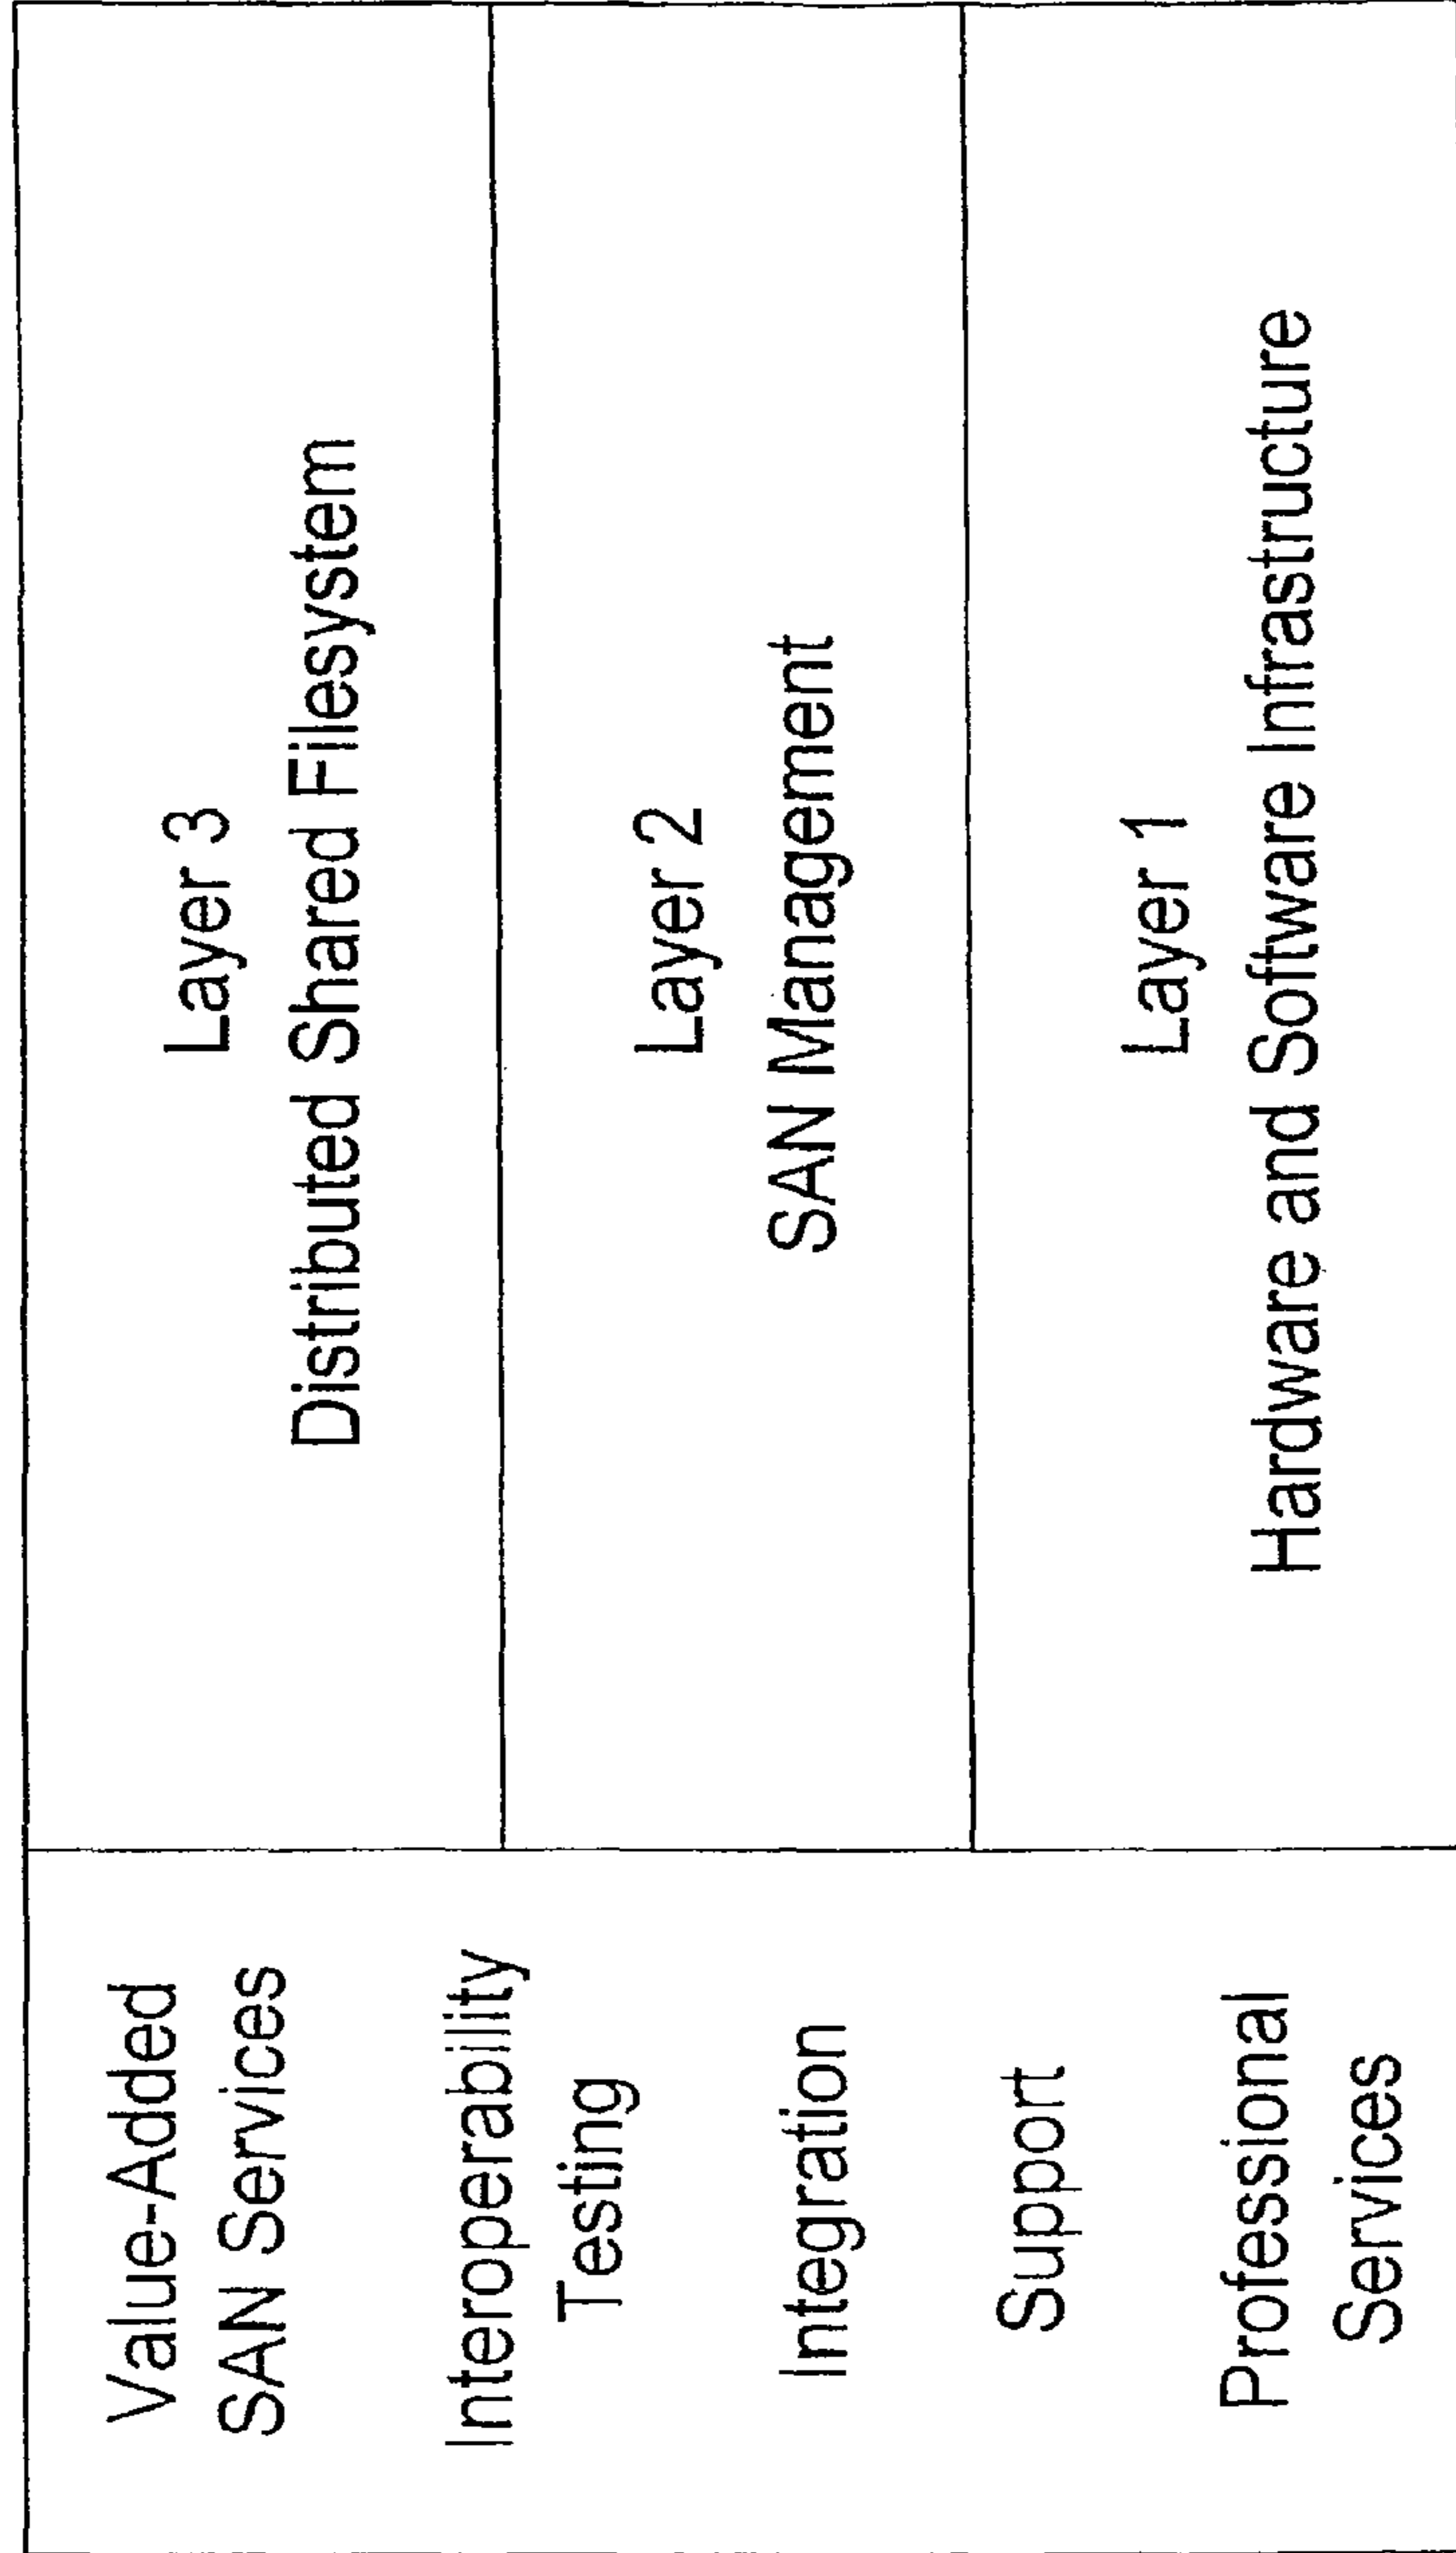 Value-Added
SAN Services
Interoperability
Testing
Integration
Support
Professional
Services
Layer 3
Distributed Shared Filesystem
Layer 2
SAN Management
Layer 1
Hardware and Software Infrastructure